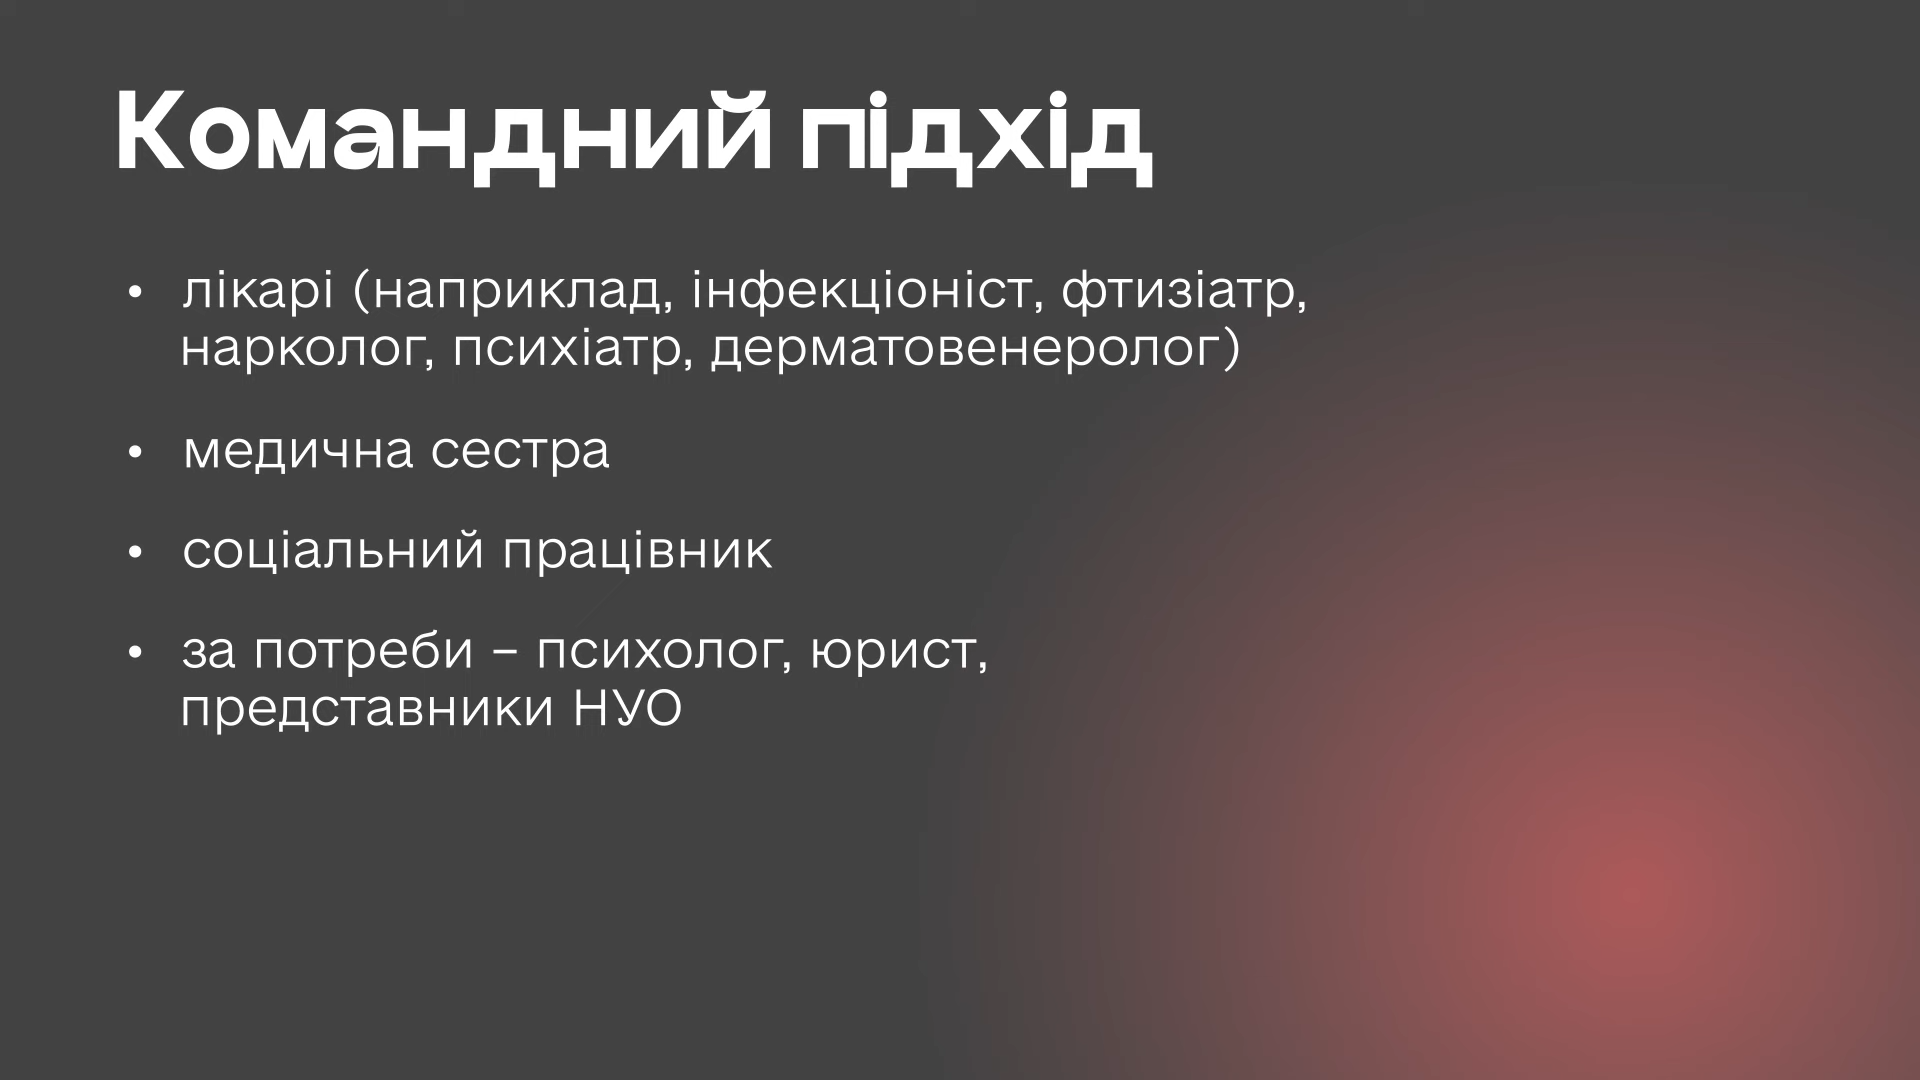 Командний підхід
• лікарі (наприклад, інфекціоніст, фтизіатр,
нарколог, психіатр, дерматовенеролог)
• медична сестра
• соціальний працівник
• за потреби – психолог, юрист,
представники НУО